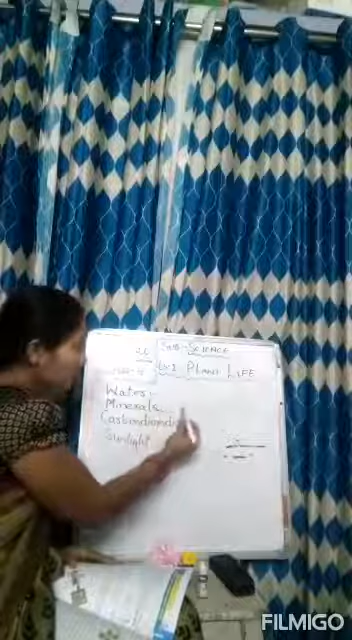 Sub- SCIENCE
PLANT LIFE
Water:
Minerals
Carbondioxide
Sunlight
FILMIGO